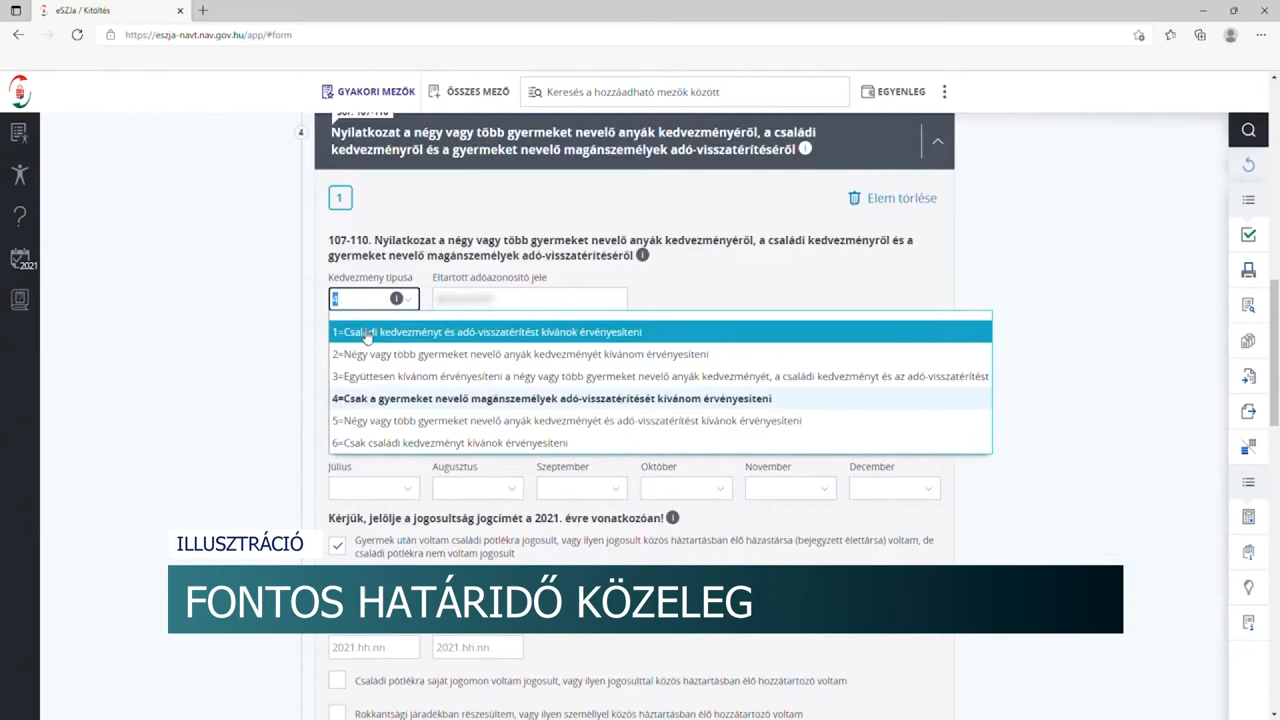 eSZJa / Kitöltés
https://eszja-navt.nav.gov.hu/app/#form
GYAKORI MEZŐK
ÖSSZES MEZŐ
Keresés a hozzáadható mezők között
EGYENLEG
4
Nyilatkozat a négy vagy több gyermeket nevelő anyák kedvezményéről, a családi
kedvezményről és a gyermeket nevelő magánszemélyek adó-visszatérítéséről
1
Elem törlése
107-110. Nyilatkozat a négy vagy több gyermeket nevelő anyák kedvezményéről, a családi kedvezményről és a
gyermeket nevelő magánszemélyek adó-visszatérítéséről
Kedvezmény típusa
Eltartott adóazonosító jele
4
2021
1=Családi kedvezményt és adó-visszatérítést kívánok érvényesíteni
2=Négy vagy több gyermeket nevelő anyák kedvezményét kívánom érvényesíteni
3=Együttesen kívánom érvényesíteni a négy vagy több gyermeket nevelő anyák kedvezményét, a családi kedvezményt és az adó-visszatérítést
4=Csak a gyermeket nevelő magánszemélyek adó-visszatérítését kívánom érvényesíteni
5=Négy vagy több gyermeket nevelő anyák kedvezményét és adó-visszatérítést kívánok érvényesíteni
6=Csak családi kedvezményt kívánok érvényesíteni
Július
Augusztus
Szeptember
Október
November
December
Kérjük, jelölje a jogosultság jogcímét a 2021. évre vonatkozóan!
Gyermek után voltam családi pótlékra jogosult, vagy ilyen jogosult közös háztartásban élő házastársa (bejegyzett élettársa) voltam, de
családi pótlékra nem voltam jogosult
ILLUSZTRÁCIÓ
FONTOS HATÁRIDŐ KÖZELEG
2021.hh.nn
2021.hh.nn
Családi pótlékra saját jogomon voltam jogosult, vagy ilyen jogosulttal közös háztartásban élő hozzátartozó voltam
Rokkantsági járadékban részesültem, vagy ilyen személlyel közös háztartásban élő hozzátartozó voltam